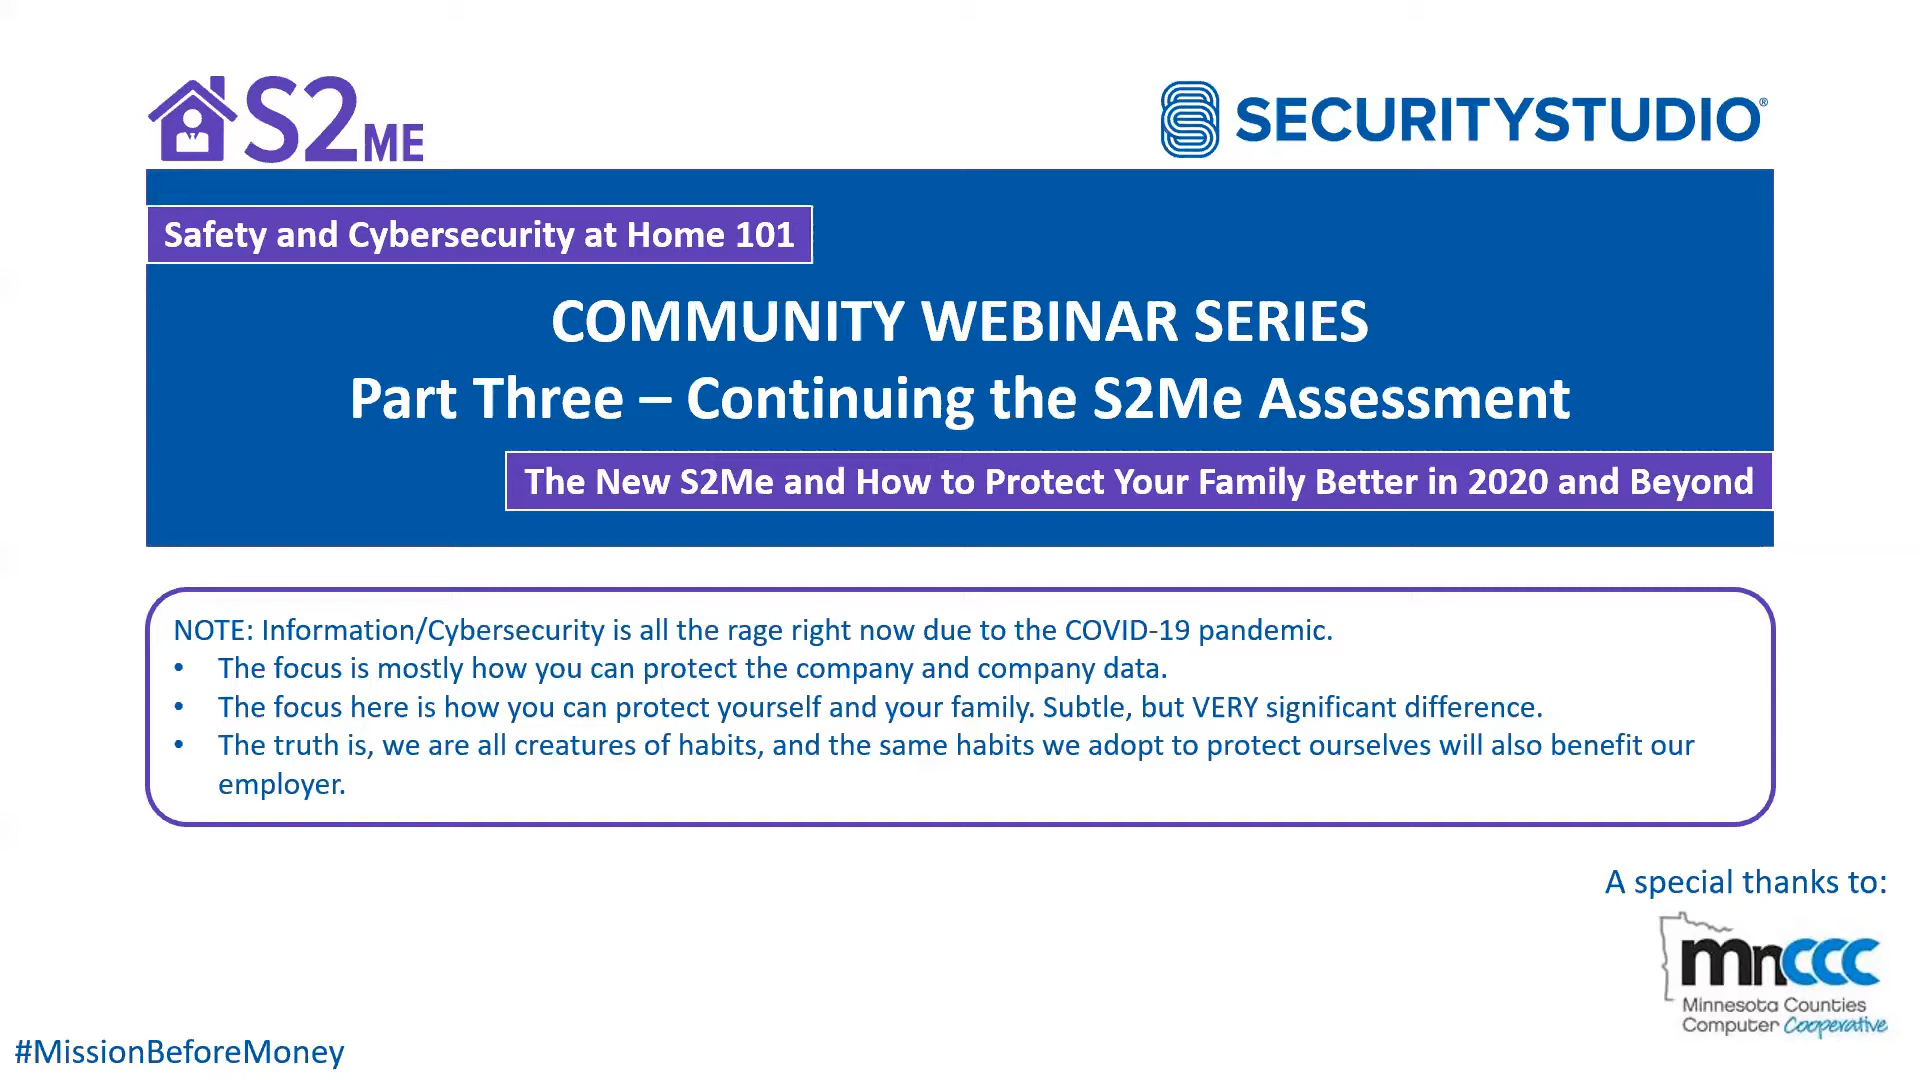 S2ME
SECURITYSTUDIO®
Safety and Cybersecurity at Home 101
COMMUNITY WEBINAR SERIES
Part Three – Continuing the S2Me Assessment
The New S2Me and How to Protect Your Family Better in 2020 and Beyond
NOTE: Information/Cybersecurity is all the rage right now due to the COVID-19 pandemic.
• The focus is mostly how you can protect the company and company data.
• The focus here is how you can protect yourself and your family. Subtle, but VERY significant difference.
• The truth is, we are all creatures of habits, and the same habits we adopt to protect ourselves will also benefit our
employer.
A special thanks to:
mnccc
Minnesota Counties
Computer Cooperative
#MissionBeforeMoney